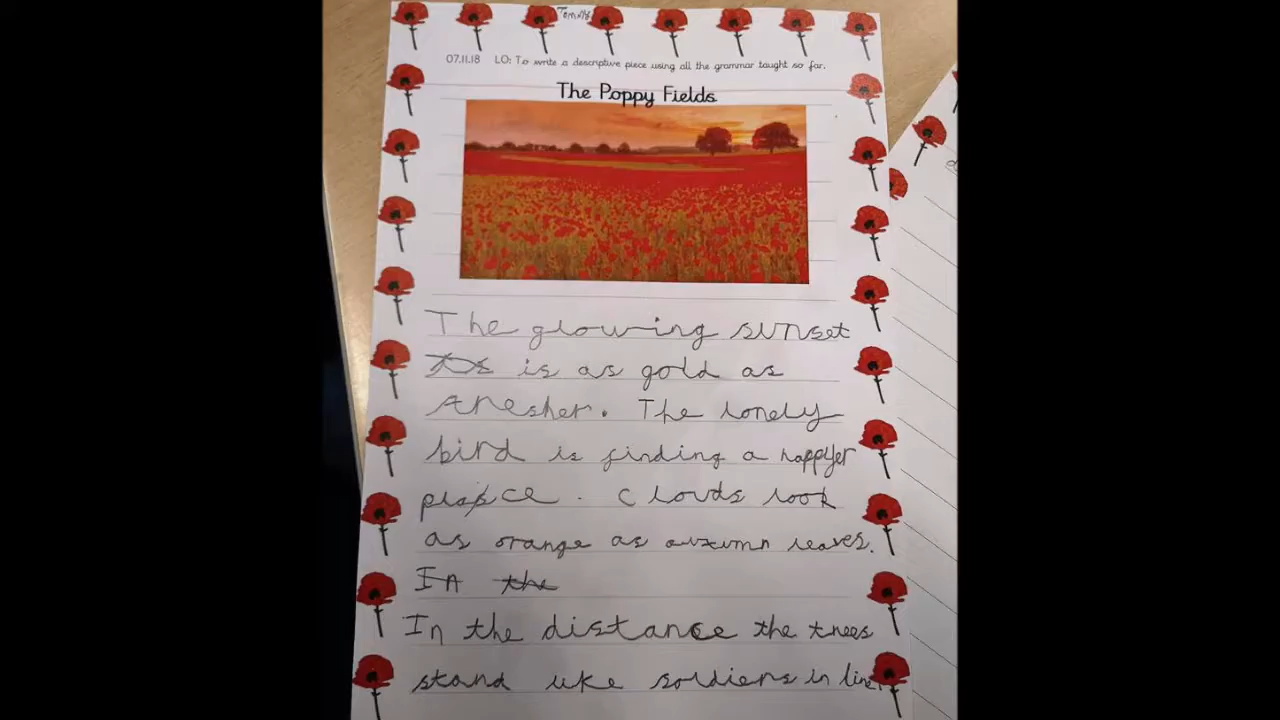 07.11.18 LO: To write a descriptive piece using all the grammar taught so far.
The Poppy Fields
The glowing sunset
is as gold as
Anesher. The lonely
bird is finding a happyer
place. Clouds look
as orange as autumn leaves.
In the
In the distance the trees
stand like soldiers in line